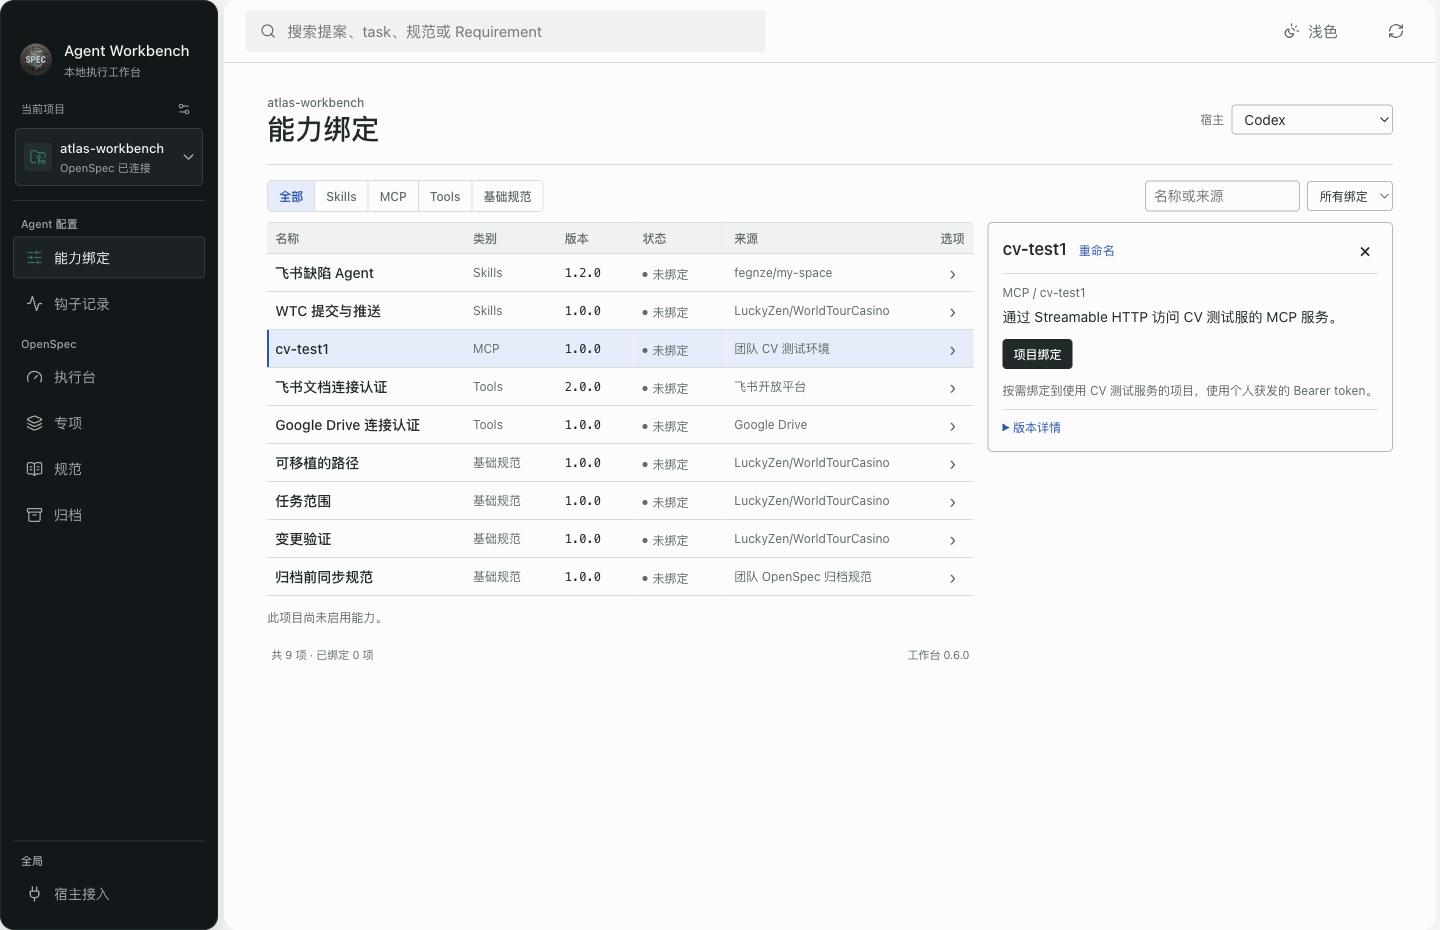 SPEC
Agent Workbench
本地执行工作台
当前项目
atlas-workbench
OpenSpec 已连接
Agent 配置
能力绑定
钩子记录
OpenSpec
执行台
专项
规范
归档
全局
宿主接入
搜索提案、task、规范或 Requirement
浅色
atlas-workbench
能力绑定
宿主 Codex
全部 Skills MCP Tools 基础规范
名称或来源 所有绑定
名称 类别 版本 状态 来源 选项
飞书缺陷 Agent Skills 1.2.0 未绑定 fegnze/my-space
WTC 提交与推送 Skills 1.0.0 未绑定 LuckyZen/WorldTourCasino
cv-test1 MCP 1.0.0 未绑定 团队 CV 测试环境
飞书文档连接认证 Tools 2.0.0 未绑定 飞书开放平台
Google Drive 连接认证 Tools 1.0.0 未绑定 Google Drive
可移植的路径 基础规范 1.0.0 未绑定 LuckyZen/WorldTourCasino
任务范围 基础规范 1.0.0 未绑定 LuckyZen/WorldTourCasino
变更验证 基础规范 1.0.0 未绑定 LuckyZen/WorldTourCasino
归档前同步规范 基础规范 1.0.0 未绑定 团队 OpenSpec 归档规范
此项目尚未启用能力。
共 9 项 · 已绑定 0 项 工作台 0.6.0
cv-test1 重命名
MCP / cv-test1
通过 Streamable HTTP 访问 CV 测试服的 MCP 服务。
项目绑定
按需绑定到使用 CV 测试服务的项目，使用个人获发的 Bearer token。
版本详情